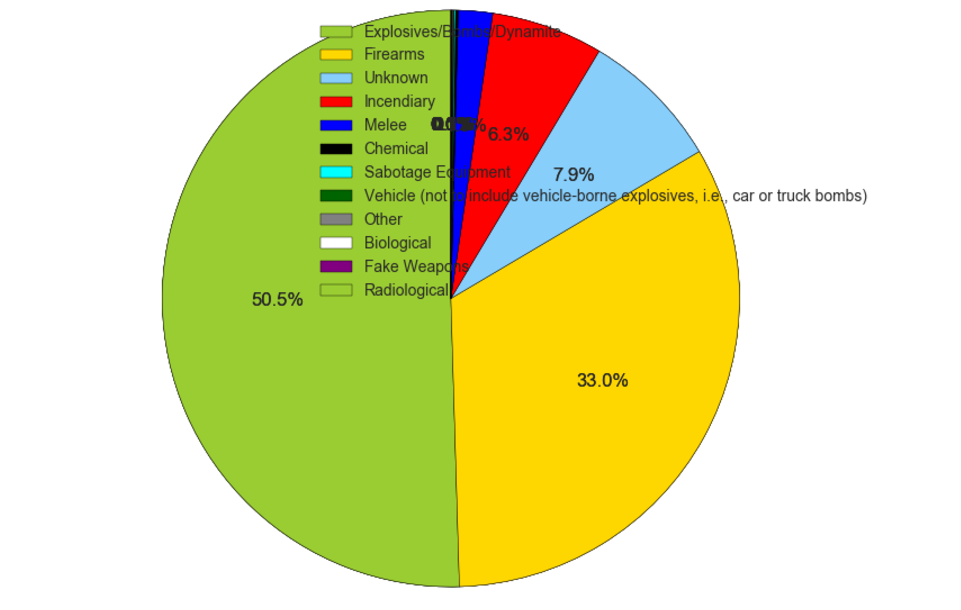 Explosives/Bombs/Dynamite
Firearms
Unknown
Incendiary
Melee
Chemical
Sabotage Equipment
Vehicle (not to include vehicle-borne explosives, i.e., car or truck bombs)
Other
Biological
Fake Weapons
Radiological
6.3%
7.9%
50.5%
33.0%